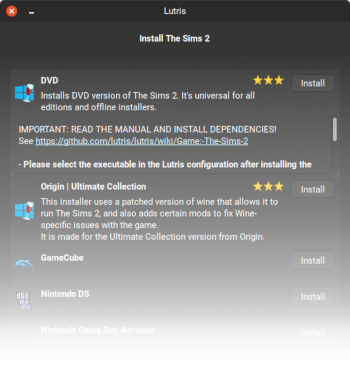 Lutris
Install The Sims 2
DVD
Install
Installs DVD version of The Sims 2. It's universal for all
editions and offline installers.
IMPORTANT: READ THE MANUAL AND INSTALL DEPENDENCIES!
See https://github.com/lutris/lutris/wiki/Game:-The-Sims-2
- Please select the executable in the Lutris configuration after installing the
Origin | Ultimate Collection
Install
This installer uses a patched version of wine that allows it to
run The Sims 2, and also adds certain mods to fix Wine-
specific issues with the game.
It is made for the Ultimate Collection version from Origin.
GameCube
Install
Nintendo DS
Install
Nintendo Game Boy Advance
Install